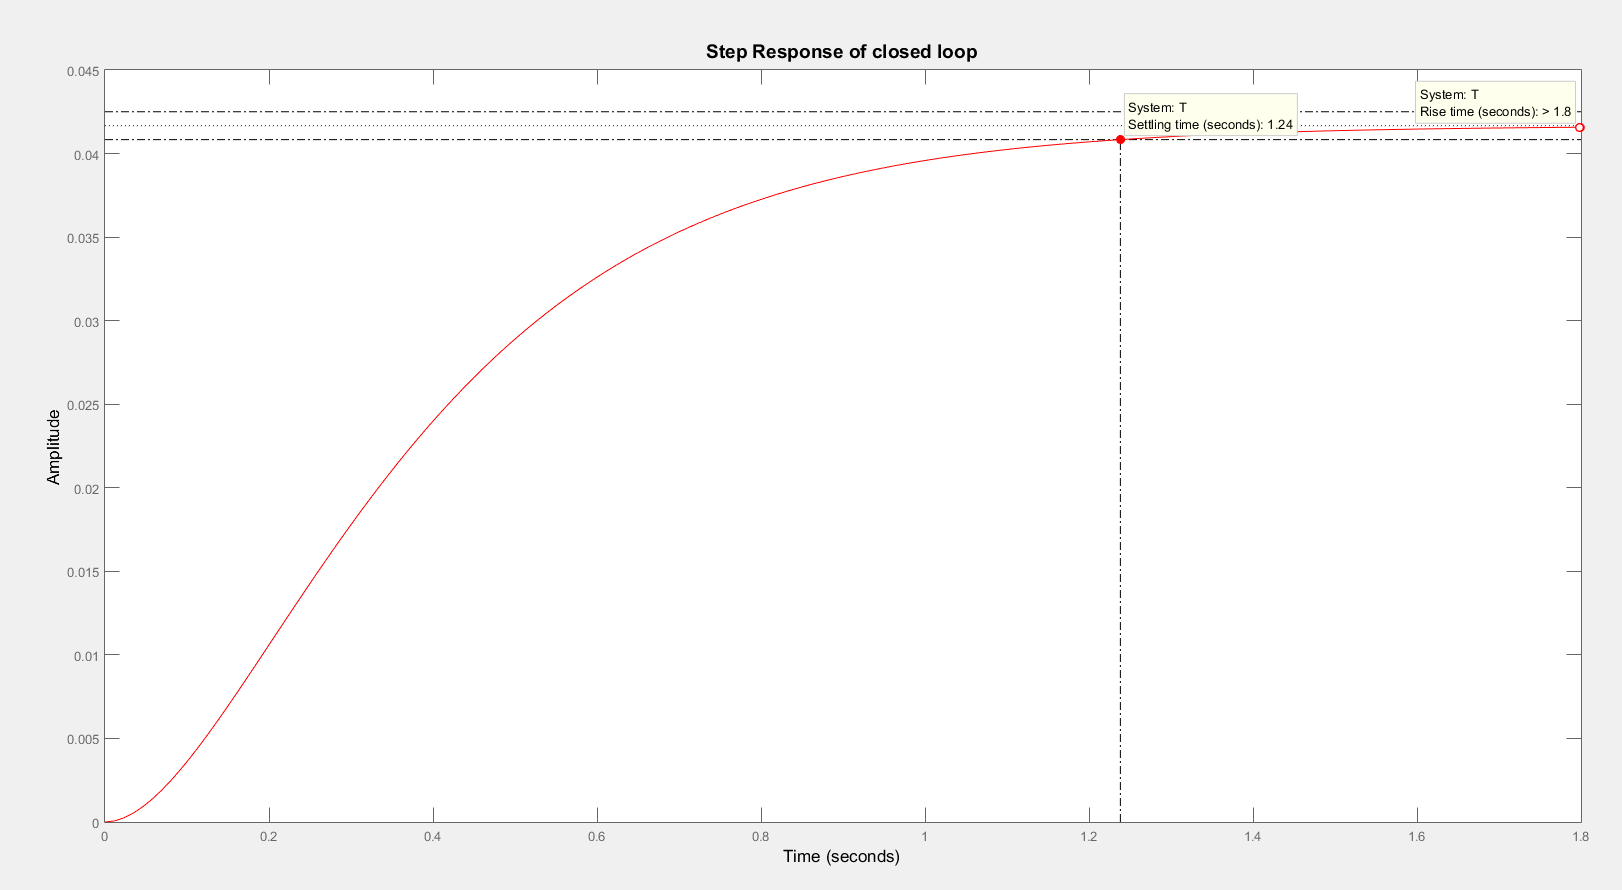 Step Response of closed loop
0.045
0.04
0.035
0.03
0.025
0.02
0.015
0.01
0.005
0
Amplitude
System: T
Settling time (seconds): 1.24
System: T
Rise time (seconds): > 1.8
0 0.2 0.4 0.6 0.8 1 1.2 1.4 1.6 1.8
Time (seconds)